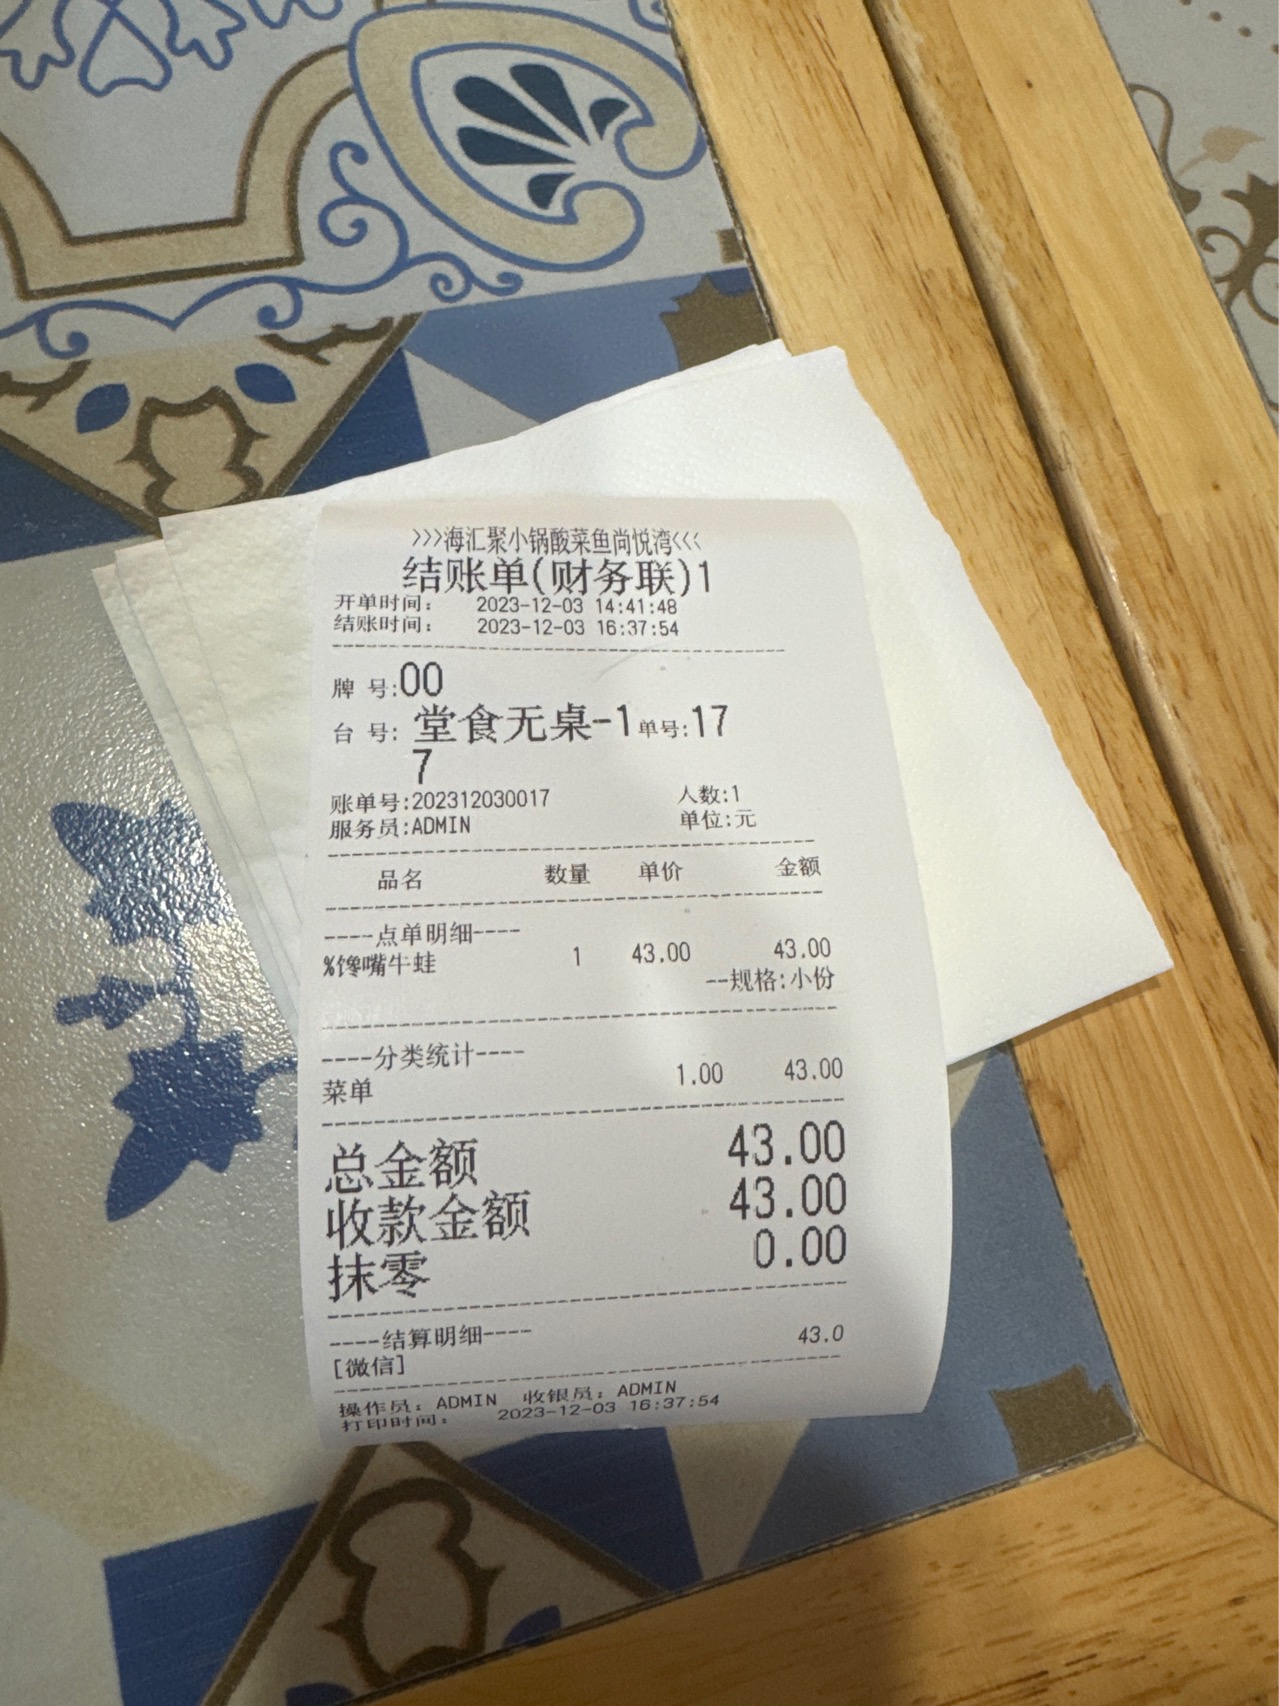 >>>海汇聚小锅酸菜鱼尚悦湾<<<
结账单(财务联)1
开单时间: 2023-12-03 14:41:48
结账时间: 2023-12-03 16:37:54
牌 号:00
台 号: 堂食无桌-1 单号:17
7
账单号:202312030017 人数:1
服务员:ADMIN 单位:元
品名 数量 单价 金额
----点单明细----
%馋嘴牛蛙 1 43.00 43.00
--规格:小份
----分类统计----
菜单 1.00 43.00
总金额 43.00
收款金额 43.00
抹零 0.00
----结算明细----
[微信] 43.0
操作员: ADMIN 收银员: ADMIN
打印时间: 2023-12-03 16:37:54